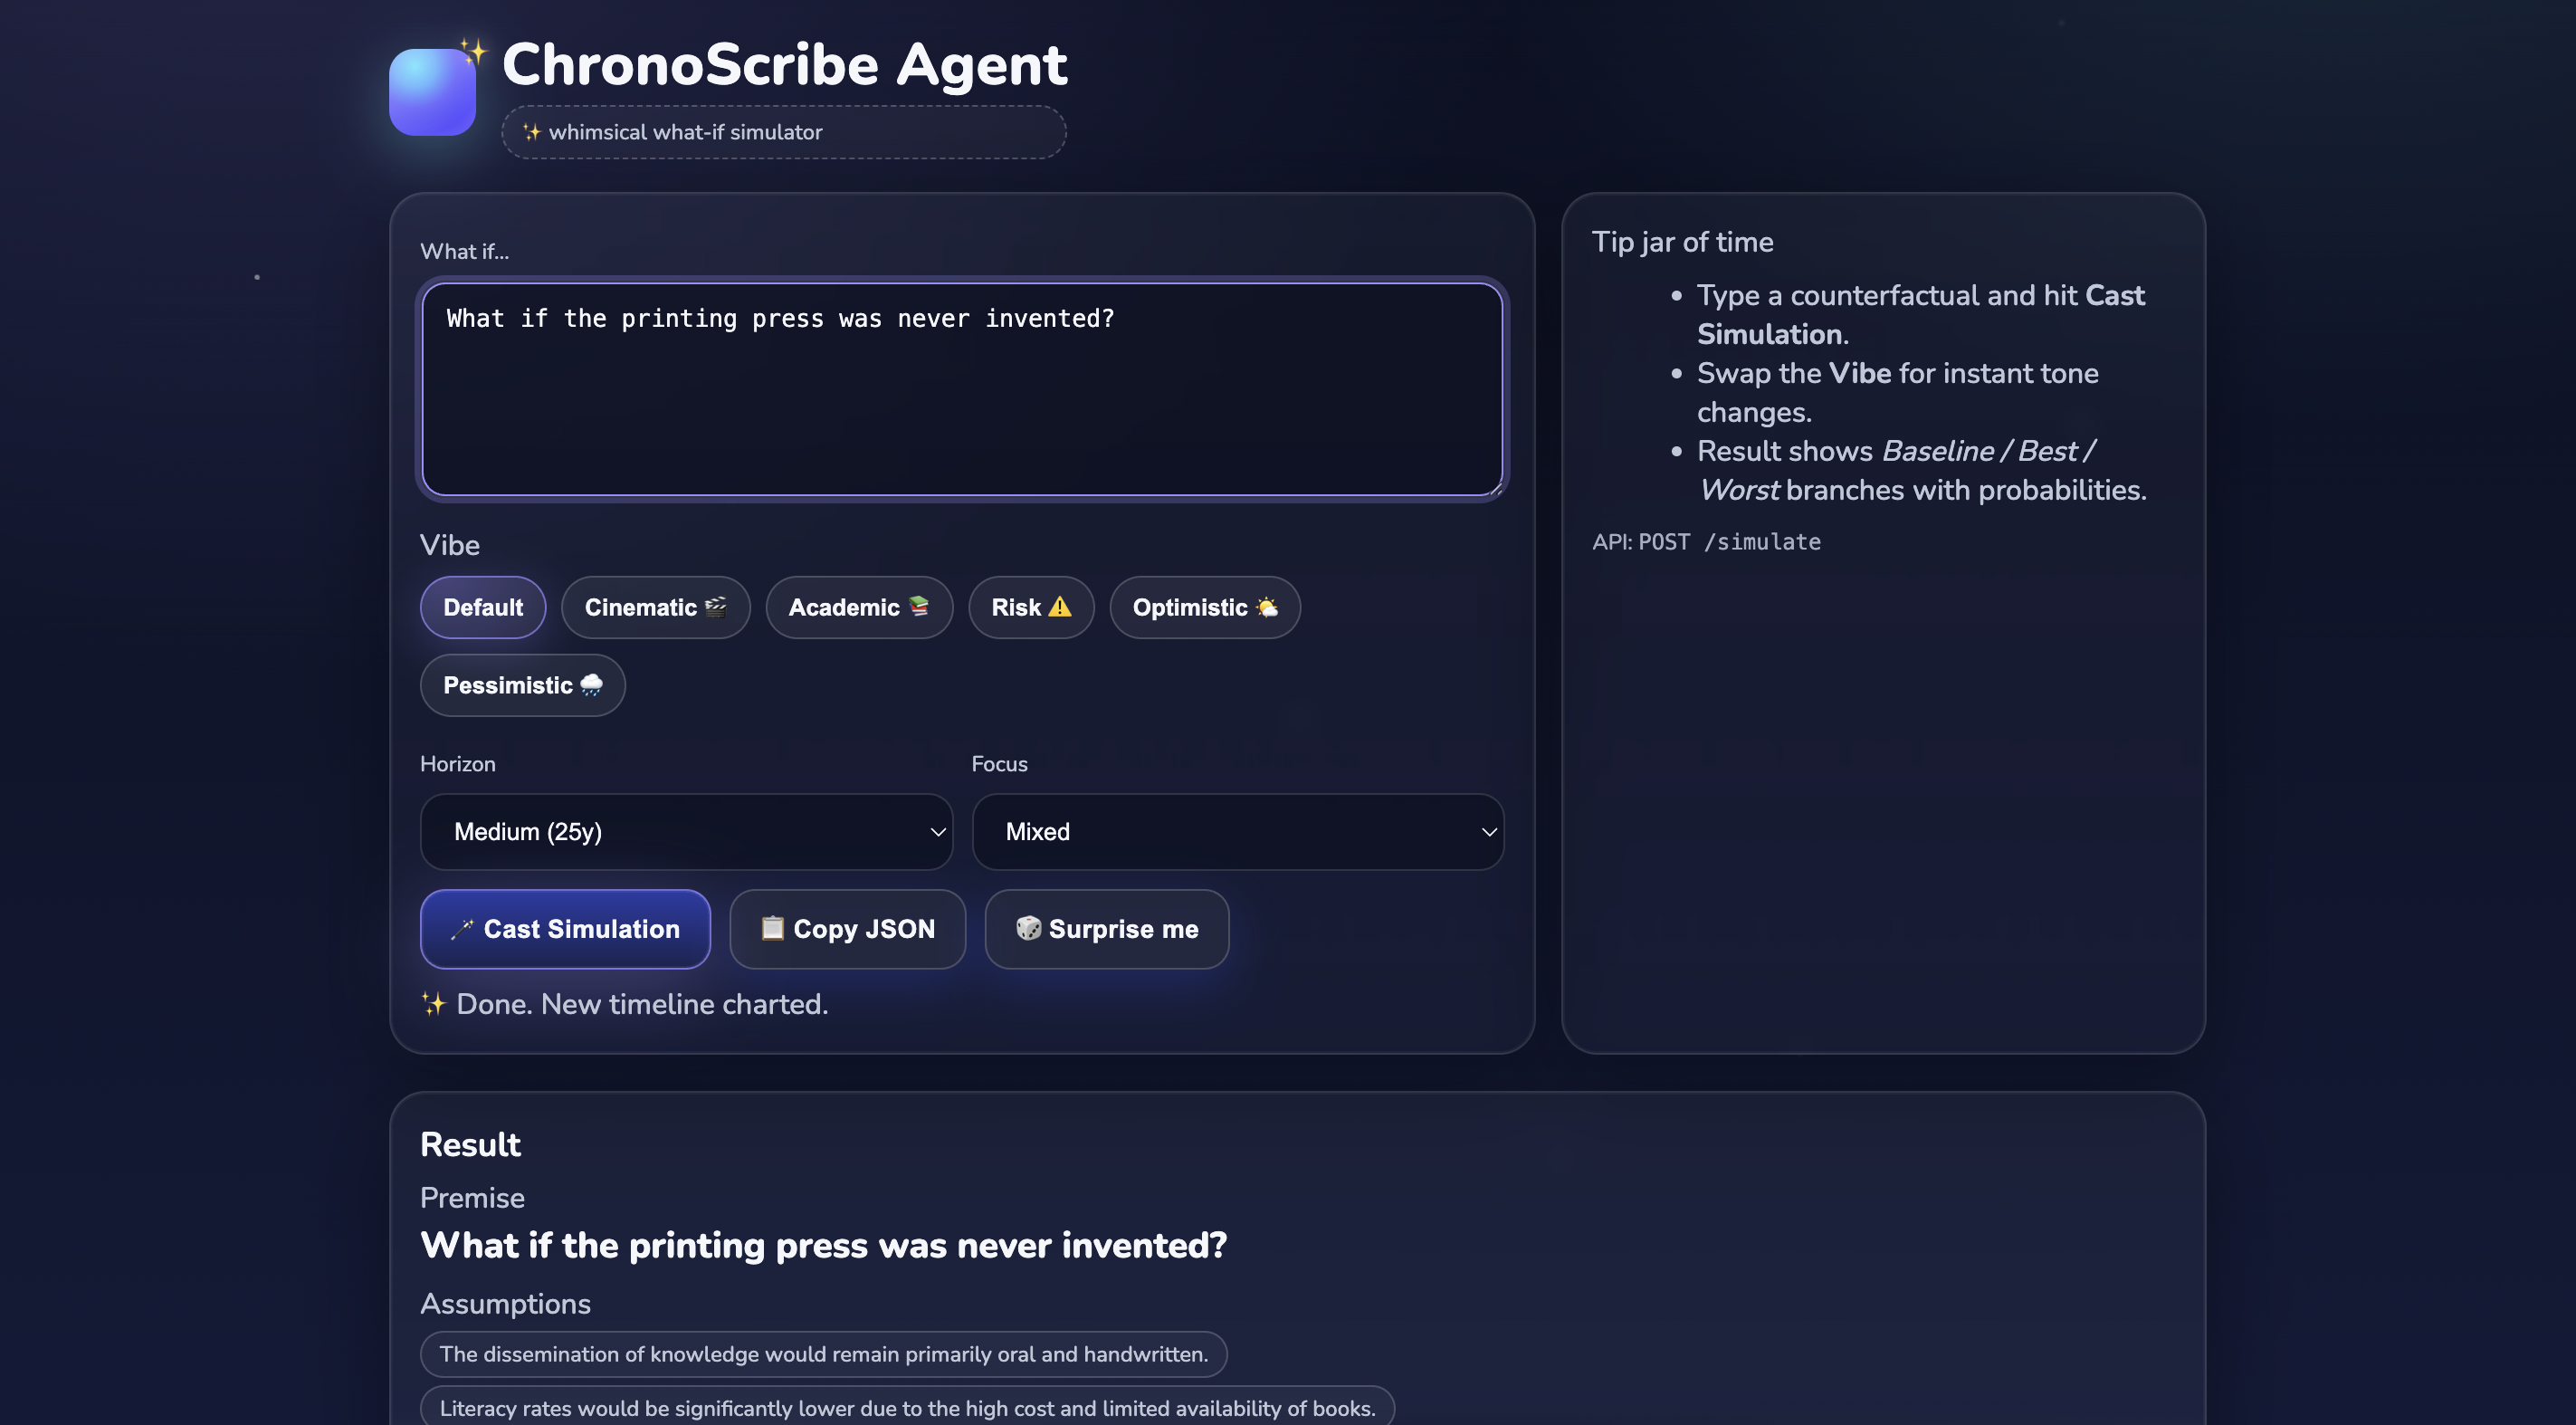 ChronoScribe Agent
✨ whimsical what-if simulator
What if...
What if the printing press was never invented?
Vibe
Default
Cinematic 🎬
Academic 📚
Risk ⚠️
Optimistic 🌤️
Pessimistic 🌧️
Horizon
Focus
Medium (25y)
Mixed
🪄 Cast Simulation
📋 Copy JSON
🎲 Surprise me
✨ Done. New timeline charted.
Tip jar of time
• Type a counterfactual and hit Cast
Simulation.
• Swap the Vibe for instant tone
changes.
• Result shows Baseline / Best /
Worst branches with probabilities.
API: POST /simulate
Result
Premise
What if the printing press was never invented?
Assumptions
The dissemination of knowledge would remain primarily oral and handwritten.
Literacy rates would be significantly lower due to the high cost and limited availability of books.